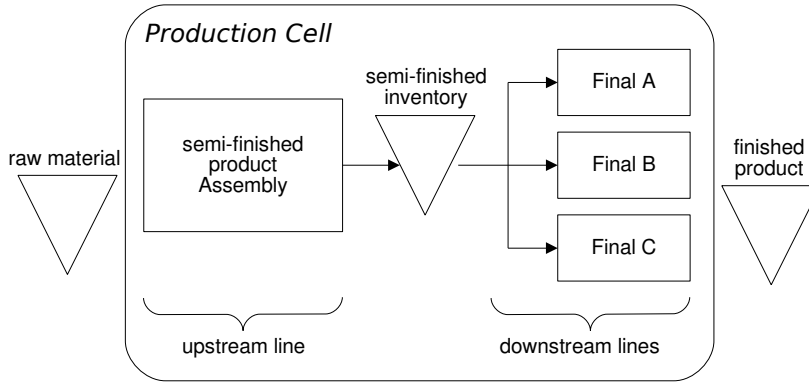 Production Cell
raw material
semi-finished
product
Assembly
semi-finished
inventory
Final A
Final B
Final C
finished
product
upstream line
downstream lines